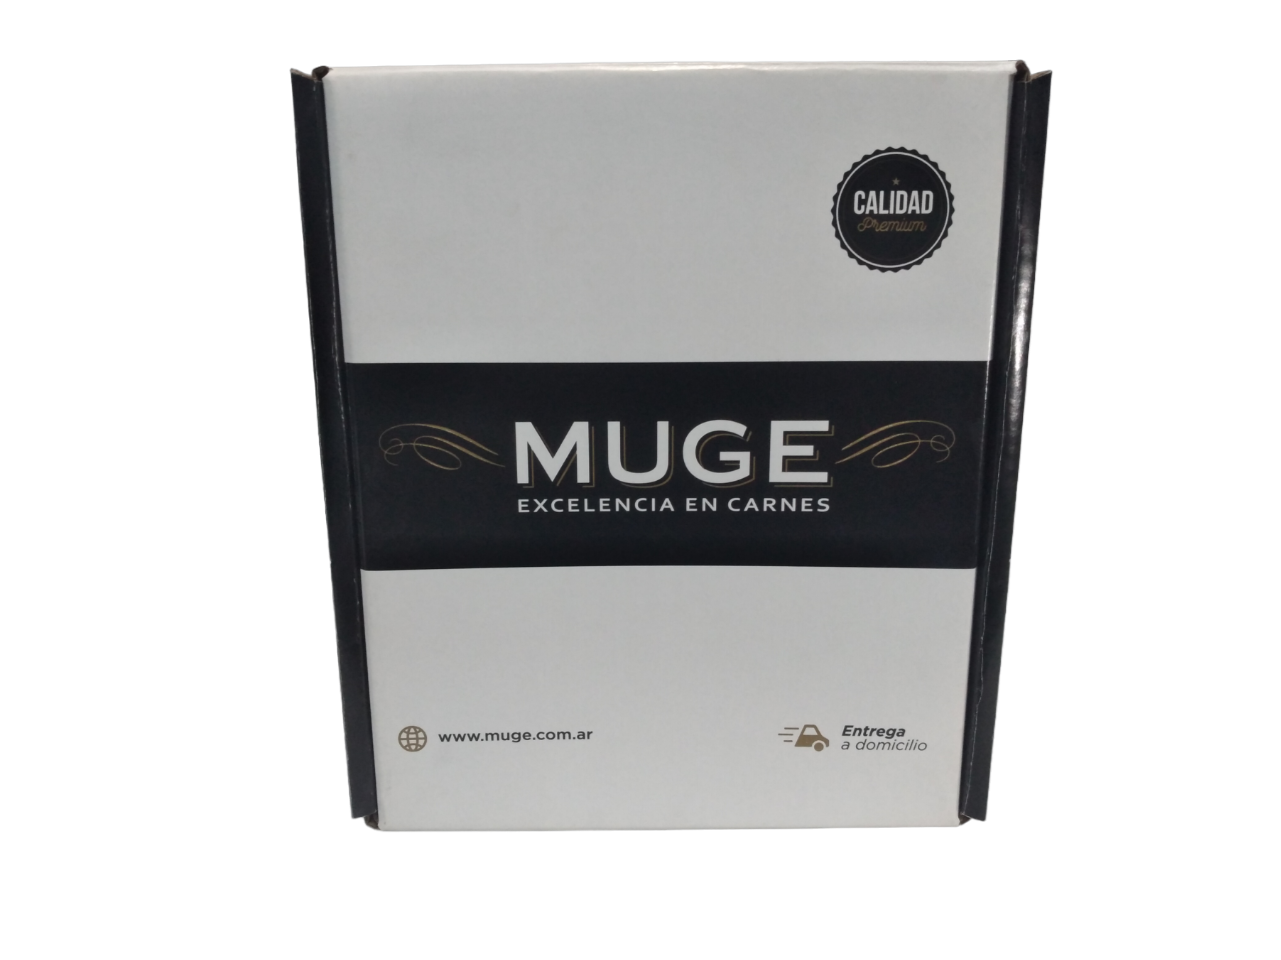 CALIDAD
Premium
MUGE
EXCELENCIA EN CARNES
www.muge.com.ar
Entrega
a domicilio